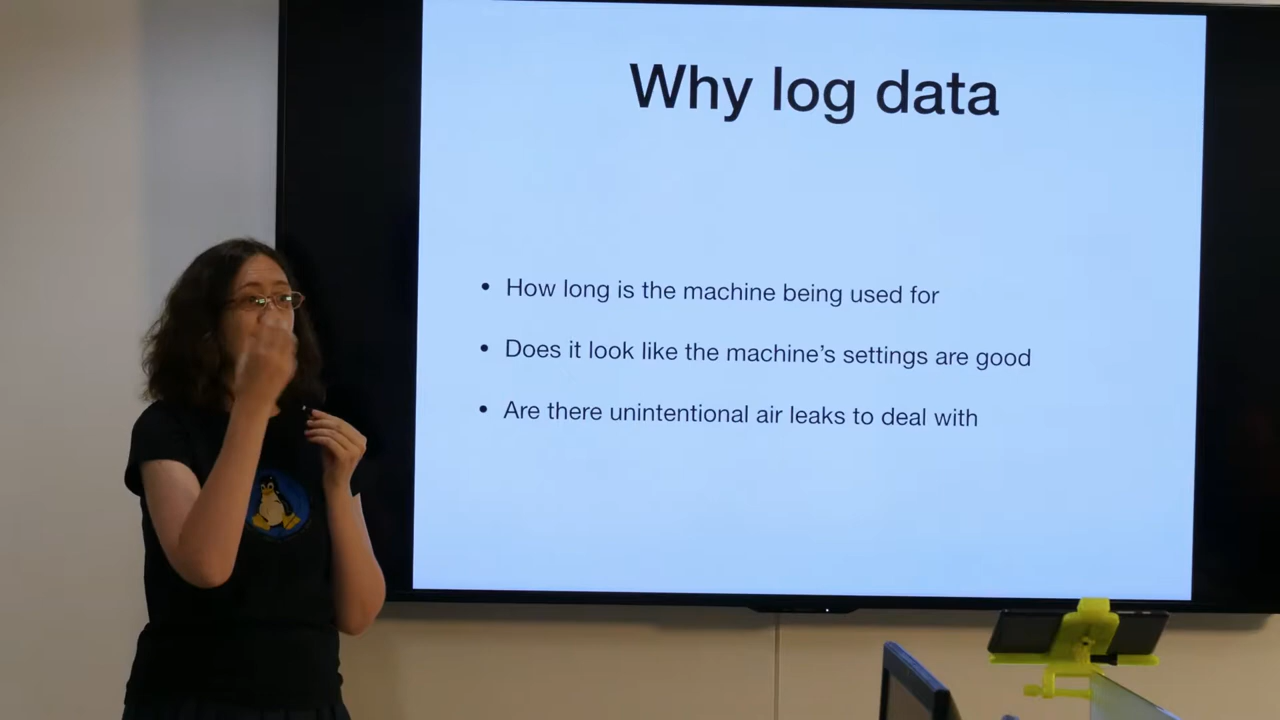 Why log data
• How long is the machine being used for
• Does it look like the machine's settings are good
• Are there unintentional air leaks to deal with